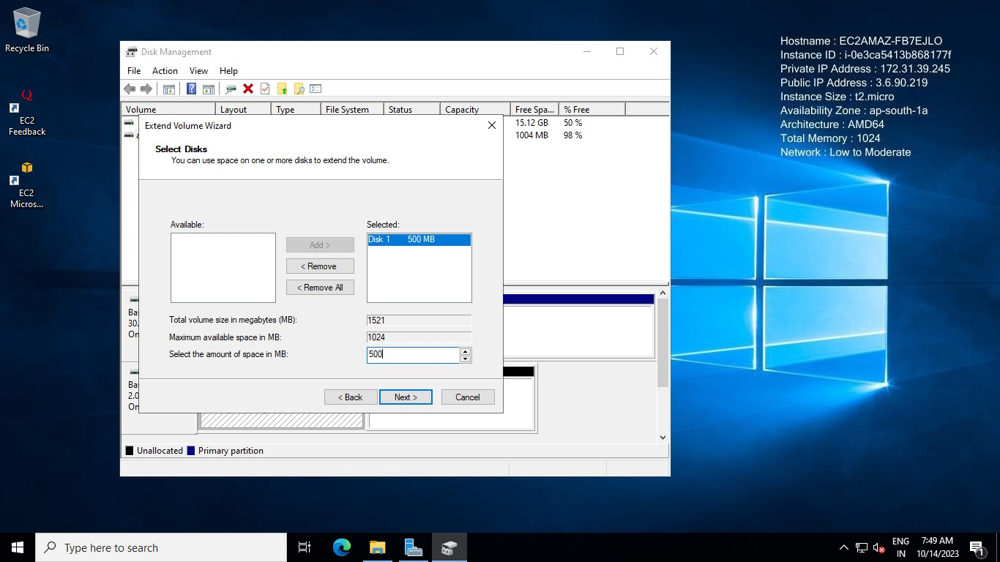 Recycle Bin
EC2
Feedback
EC2
Micros...
Disk Management
File Action View Help
Volume Layout Type File System Status Capacity Free Spa... % Free
15.12 GB 50 %
1004 MB 98 %
Extend Volume Wizard
Select Disks
You can use space on one or more disks to extend the volume.
Available:
Selected:
Disk 1 500 MB
Add >
< Remove
< Remove All
Total volume size in megabytes (MB): 1521
Maximum available space in MB: 1024
Select the amount of space in MB: 500
< Back Next > Cancel
Bas
30.
On
Bas
2.0
On
Unallocated Primary partition
Hostname : EC2AMAZ-FB7EJLO
Instance ID : i-0e3ca5413b868177f
Private IP Address : 172.31.39.245
Public IP Address : 3.6.90.219
Instance Size : t2.micro
Availability Zone : ap-south-1a
Architecture : AMD64
Total Memory : 1024
Network : Low to Moderate
Type here to search
ENG
IN
7:49 AM
10/14/2023
1